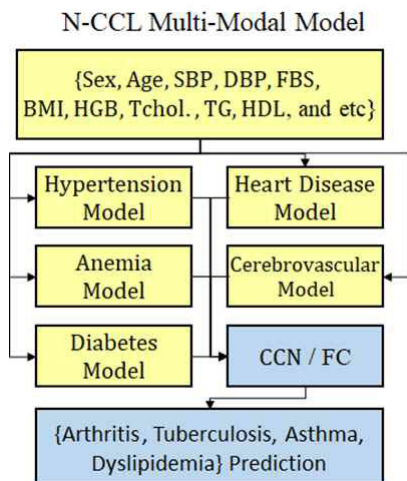 N-CCL Multi-Modal Model
{Sex, Age, SBP, DBP, FBS,
BMI, HGB, Tchol., TG, HDL, and etc}
Hypertension
Model
Heart Disease
Model
Anemia
Model
Cerebrovascular
Model
Diabetes
Model
CCN / FC
{Arthritis, Tuberculosis, Asthma,
Dyslipidemia} Prediction